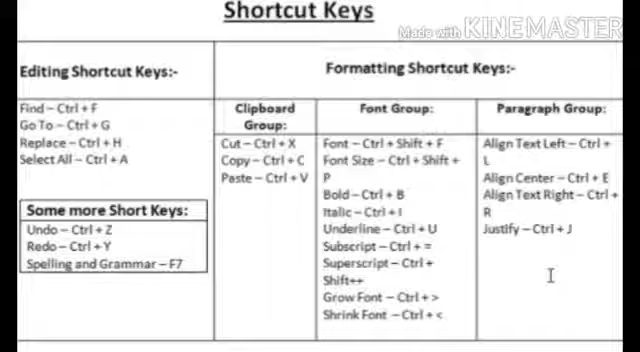 Shortcut Keys
Made with KINEMASTER
Editing Shortcut Keys:-
Find – Ctrl + F
Go To – Ctrl + G
Replace – Ctrl + H
Select All – Ctrl + A
Some more Short Keys:
Undo – Ctrl + Z
Redo – Ctrl + Y
Spelling and Grammar – F7
Formatting Shortcut Keys:-
Clipboard
Group:
Cut – Ctrl + X
Copy – Ctrl + C
Paste – Ctrl + V
Font Group:
Font – Ctrl + Shift + F
Font Size – Ctrl + Shift +
P
Bold – Ctrl + B
Italic – Ctrl + I
Underline – Ctrl + U
Subscript – Ctrl + =
Superscript – Ctrl +
Shift++
Grow Font – Ctrl + >
Shrink Font – Ctrl + <
Paragraph Group:
Align Text Left – Ctrl +
L
Align Center – Ctrl + E
Align Text Right – Ctrl +
R
Justify – Ctrl + J